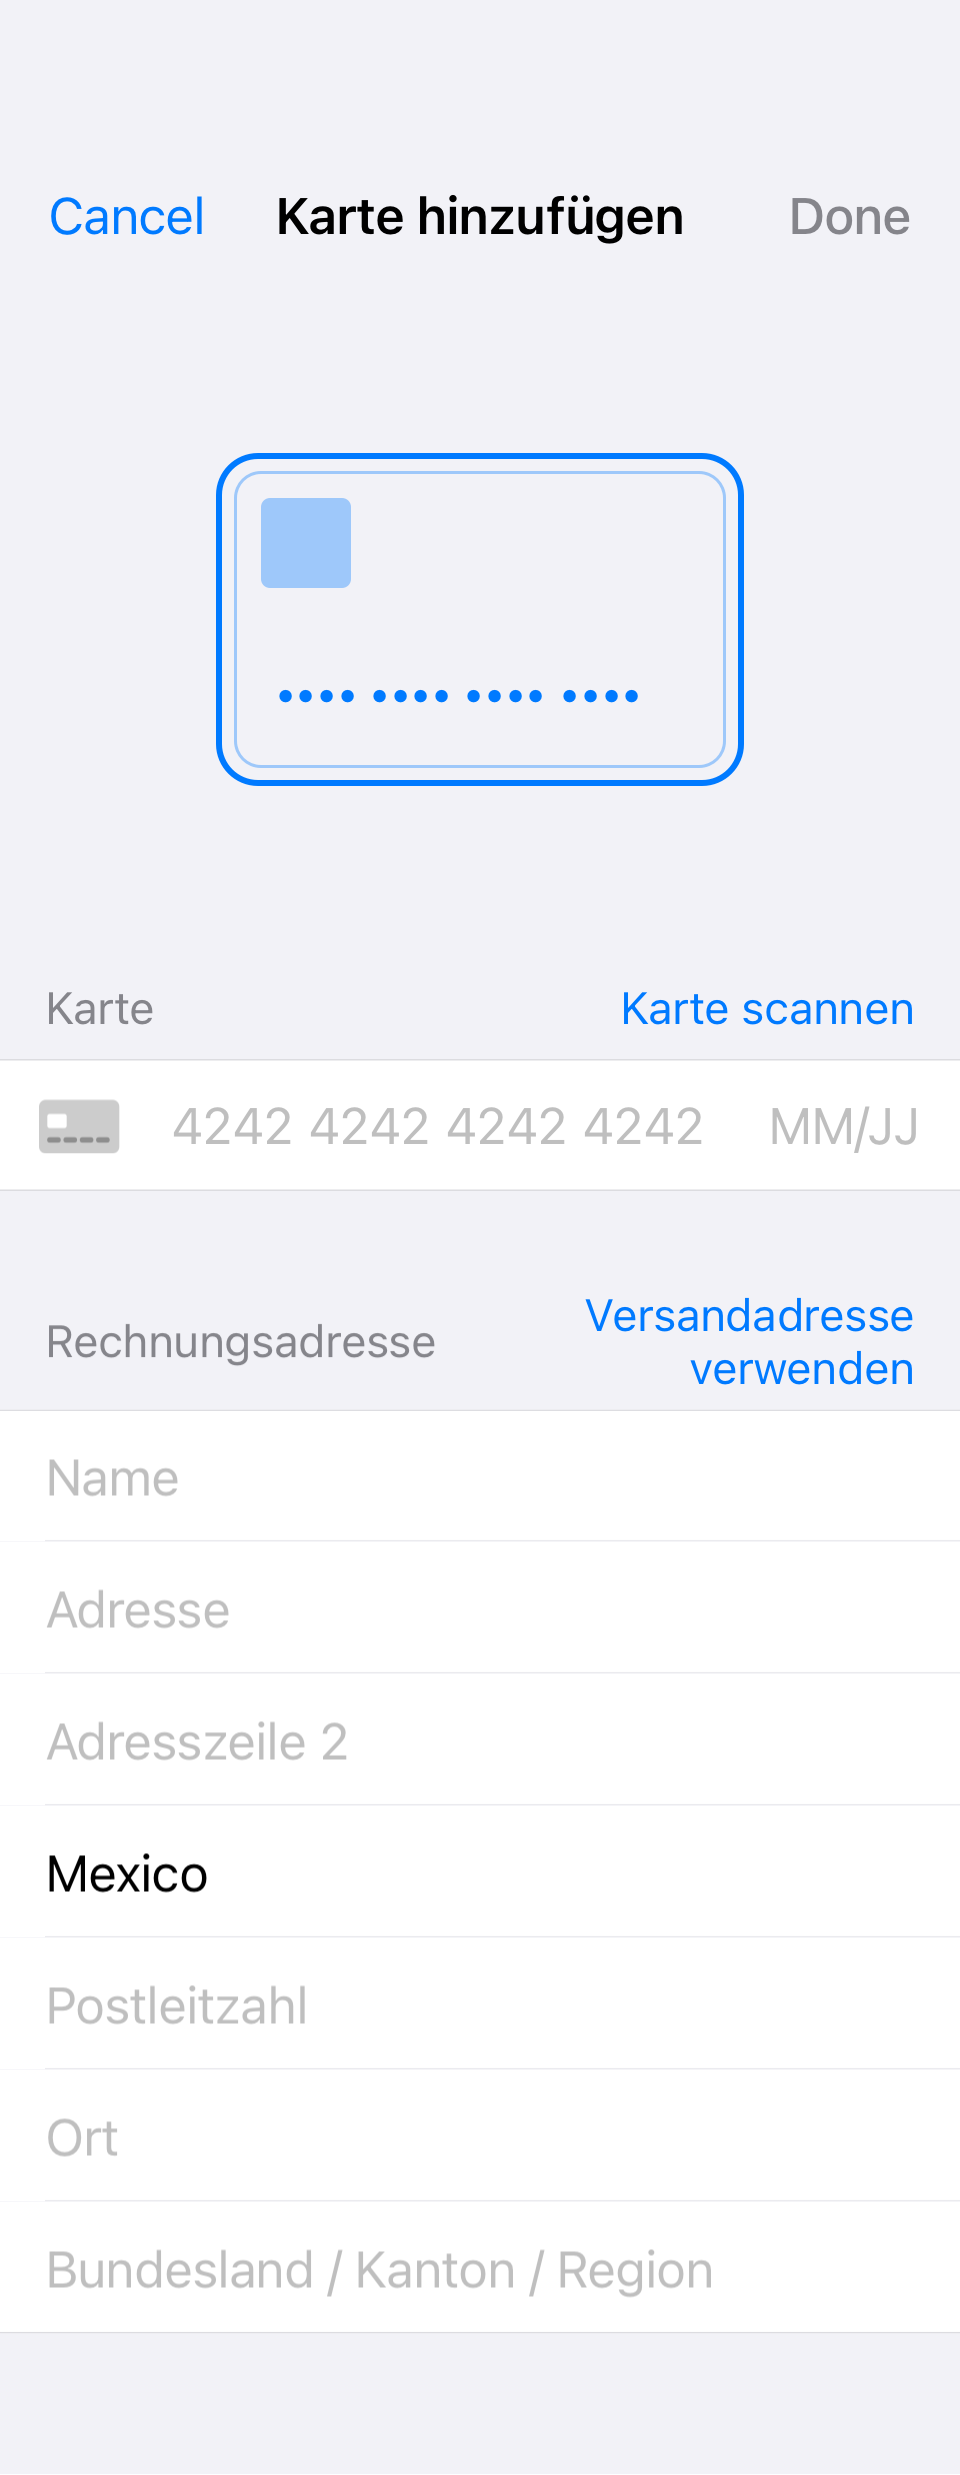 Cancel Karte hinzufügen Done
•••• •••• •••• ••••
Karte Karte scannen
4242 4242 4242 4242 MM/JJ
Rechnungsadresse Versandadresse
verwenden
Name
Adresse
Adresszeile 2
Mexico
Postleitzahl
Ort
Bundesland / Kanton / Region